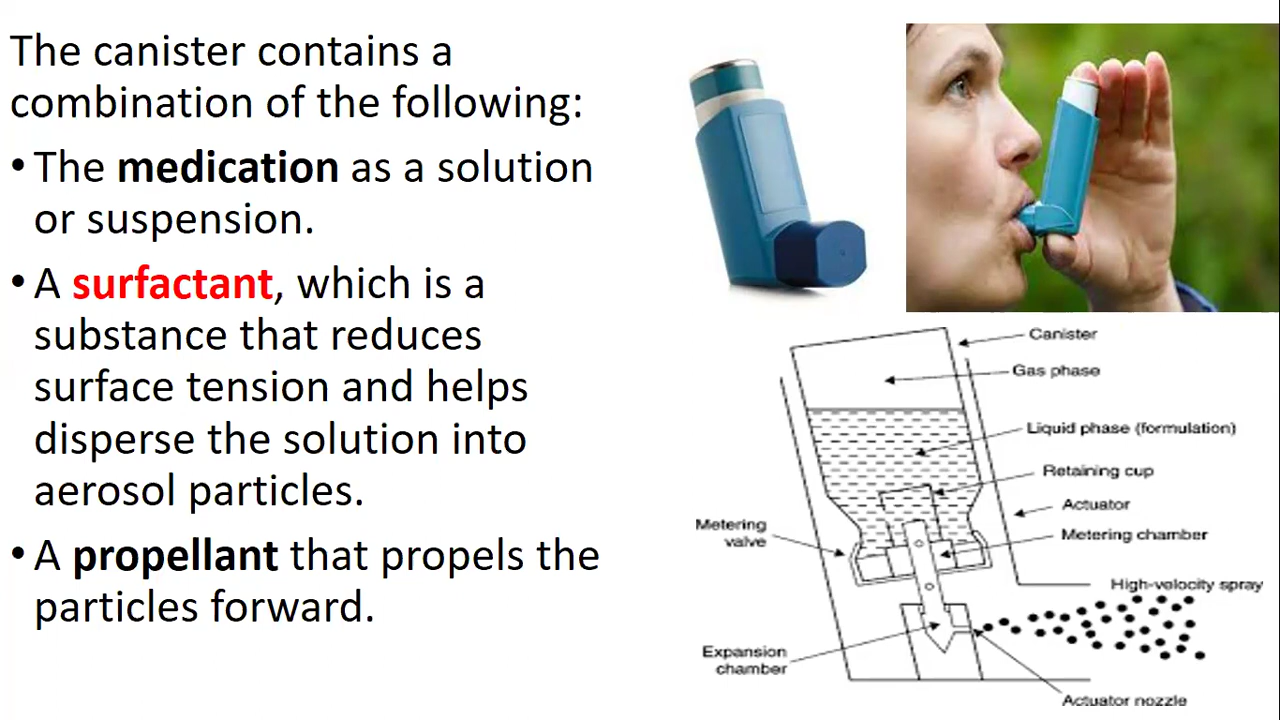 The canister contains a
combination of the following:
• The medication as a solution
or suspension.
• A surfactant, which is a
substance that reduces
surface tension and helps
disperse the solution into
aerosol particles.
• A propellant that propels the
particles forward.
Canister
Gas phase
Liquid phase (formulation)
Retaining cup
Actuator
Metering
valve
Metering chamber
High-velocity spray
Expansion
chamber
Actuator nozzle